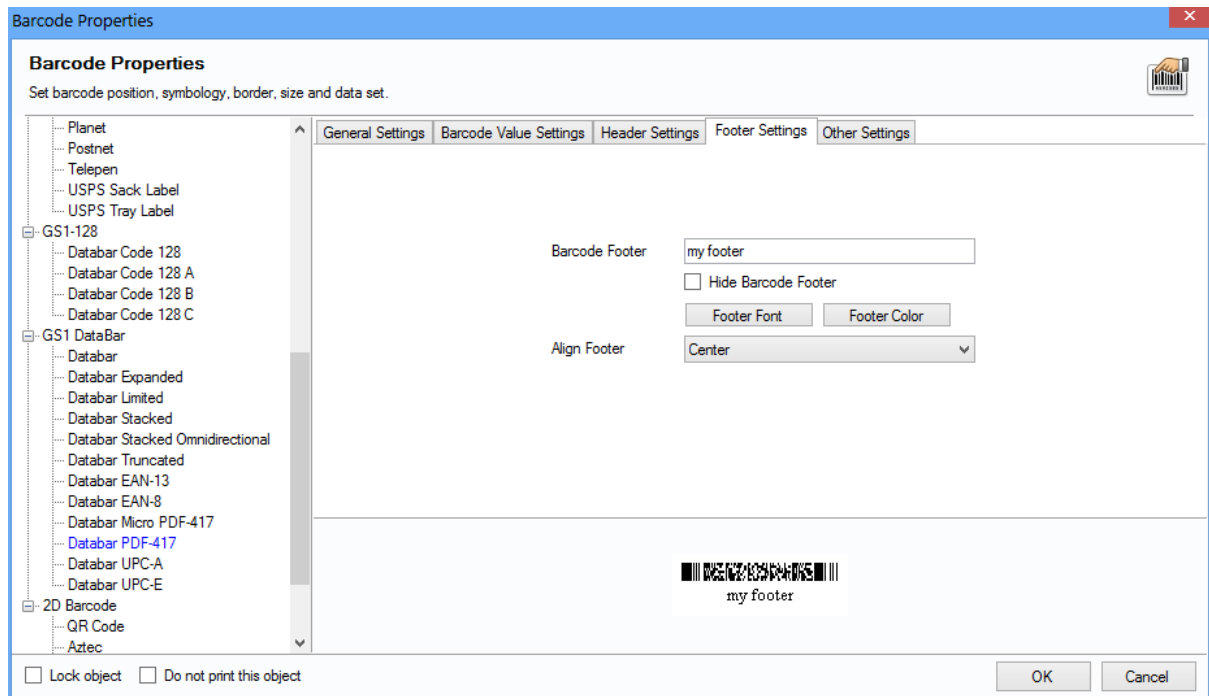 Barcode Properties
Barcode Properties
Set barcode position, symbology, border, size and data set.
Planet
Postnet
Telepen
USPS Sack Label
USPS Tray Label
GS1-128
Databar Code 128
Databar Code 128 A
Databar Code 128 B
Databar Code 128 C
GS1 DataBar
Databar
Databar Expanded
Databar Limited
Databar Stacked
Databar Stacked Omnidirectional
Databar Truncated
Databar EAN-13
Databar EAN-8
Databar Micro PDF-417
Databar PDF-417
Databar UPC-A
Databar UPC-E
2D Barcode
QR Code
Aztec
General Settings Barcode Value Settings Header Settings Footer Settings Other Settings
Barcode Footer my footer
Hide Barcode Footer
Footer Font Footer Color
Align Footer Center
my footer
Lock object Do not print this object
OK Cancel